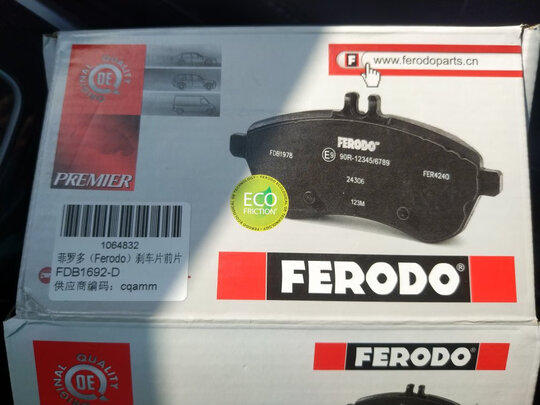 ORIGINAL QUALITY
OE
PREMIER
F www.ferodoparts.cn
FERODO
FDB1978
E9 90R-12345/6789
24306
FER4240
123M
ECO
FRICTION
1064832
菲罗多（Ferodo）刹车片前片
FDB1692-D
供应商编码：cqamm
FERODO®
ORIGINAL QUALITY
OE
FERODO®